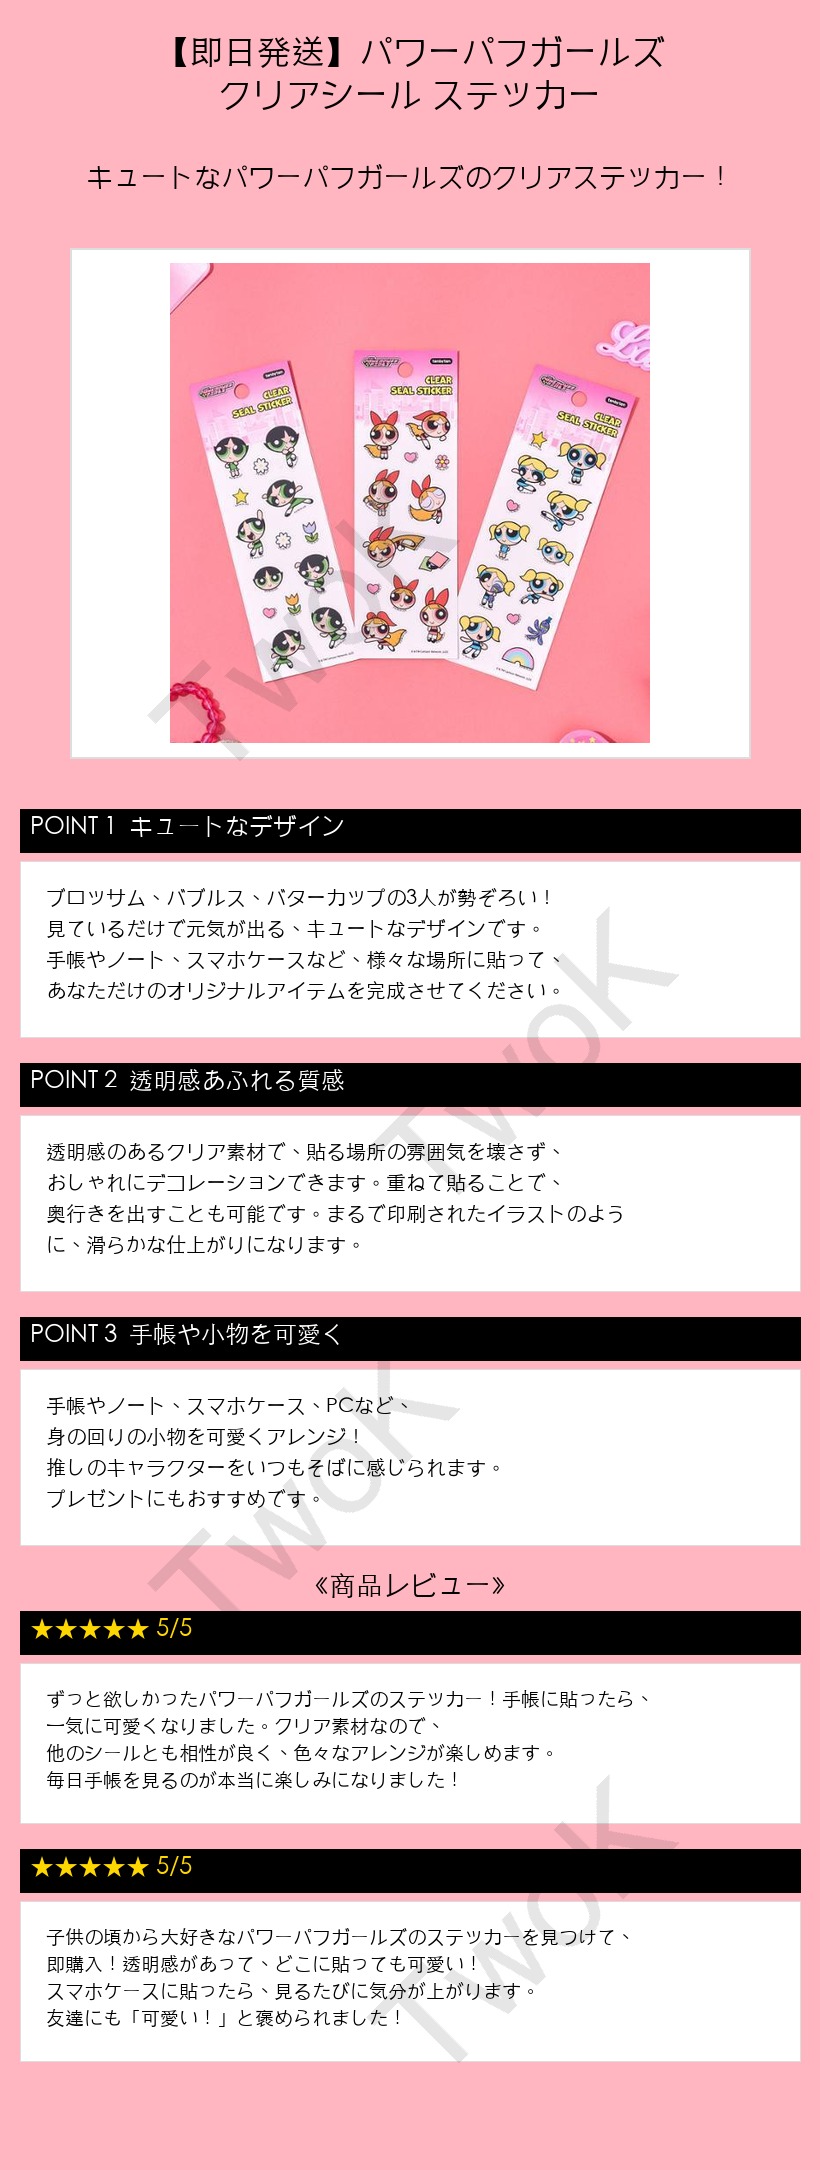 【即日発送】パワーパフガールズ
クリアシール ステッカー
キュートなパワーパフガールズのクリアステッカー！
CLEAR
SEAL STICKER
CLEAR
SEAL STICKER
CLEAR
SEAL STICKER
TwoK
POINT 1 キュートなデザイン
ブロッサム、バブルス、バターカップの3人が勢ぞろい！
見ているだけで元気が出る、キュートなデザインです。
手帳やノート、スマホケースなど、様々な場所に貼って、
あなただけのオリジナルアイテムを完成させてください。
TwoK
POINT 2 透明感あふれる質感
透明感のあるクリア素材で、貼る場所の雰囲気を壊さず、
おしゃれにデコレーションできます。重ねて貼ることで、
奥行きを出すことも可能です。まるで印刷されたイラストのよう
に、滑らかな仕上がりになります。
POINT 3 手帳や小物を可愛く
手帳やノート、スマホケース、PCなど、
身の回りの小物を可愛くアレンジ！
推しのキャラクターをいつもそばに感じられます。
プレゼントにもおすすめです。
TwoK
《商品レビュー》
★★★★★ 5/5
ずっと欲しかったパワーパフガールズのステッカー！手帳に貼ったら、
一気に可愛くなりました。クリア素材なので、
他のシールとも相性が良く、色々なアレンジが楽しめます。
毎日手帳を見るのが本当に楽しみになりました！
★★★★★ 5/5
子供の頃から大好きなパワーパフガールズのステッカーを見つけて、
即購入！透明感があって、どこに貼っても可愛い！
スマホケースに貼ったら、見るたびに気分が上がります。
友達にも「可愛い！」と褒められました！
TwoK